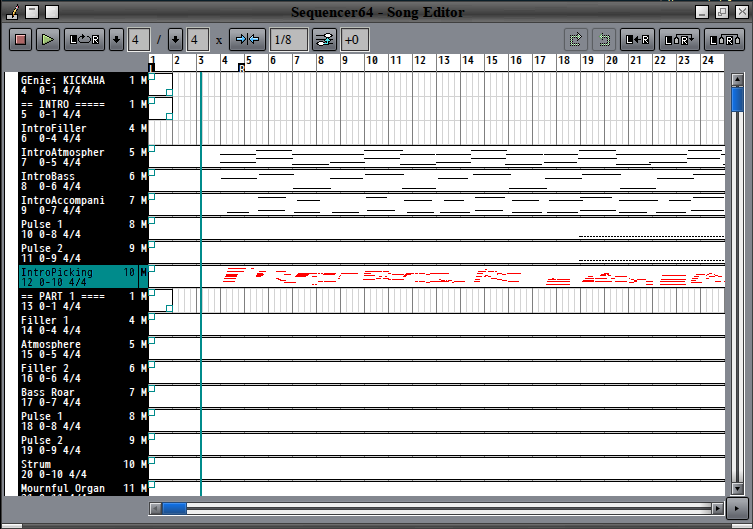 Sequencer64 - Song Editor
L R 4 / 4 x 1/8 +0 L R L R L R
1 2 3 4 5 6 7 8 9 10 11 12 13 14 15 16 17 18 19 20 21 22 23 24
L R
GEnie: KICKAHA 1 M
4 0-1 4/4
== INTRO ===== 1 M
5 0-1 4/4
IntroFiller 4 M
6 0-4 4/4
IntroAtmospher 5 M
7 0-5 4/4
IntroBass 6 M
8 0-6 4/4
IntroAccompani 7 M
9 0-7 4/4
Pulse 1 8 M
10 0-8 4/4
Pulse 2 9 M
11 0-9 4/4
IntroPicking 10 M
12 0-10 4/4
== PART 1 ==== 1 M
13 0-1 4/4
Filler 1 4 M
14 0-4 4/4
Atmosphere 5 M
15 0-5 4/4
Filler 2 6 M
16 0-6 4/4
Bass Roar 7 M
17 0-7 4/4
Pulse 1 8 M
18 0-8 4/4
Pulse 2 9 M
19 0-9 4/4
Strum 10 M
20 0-10 4/4
Mournful Organ 11 M